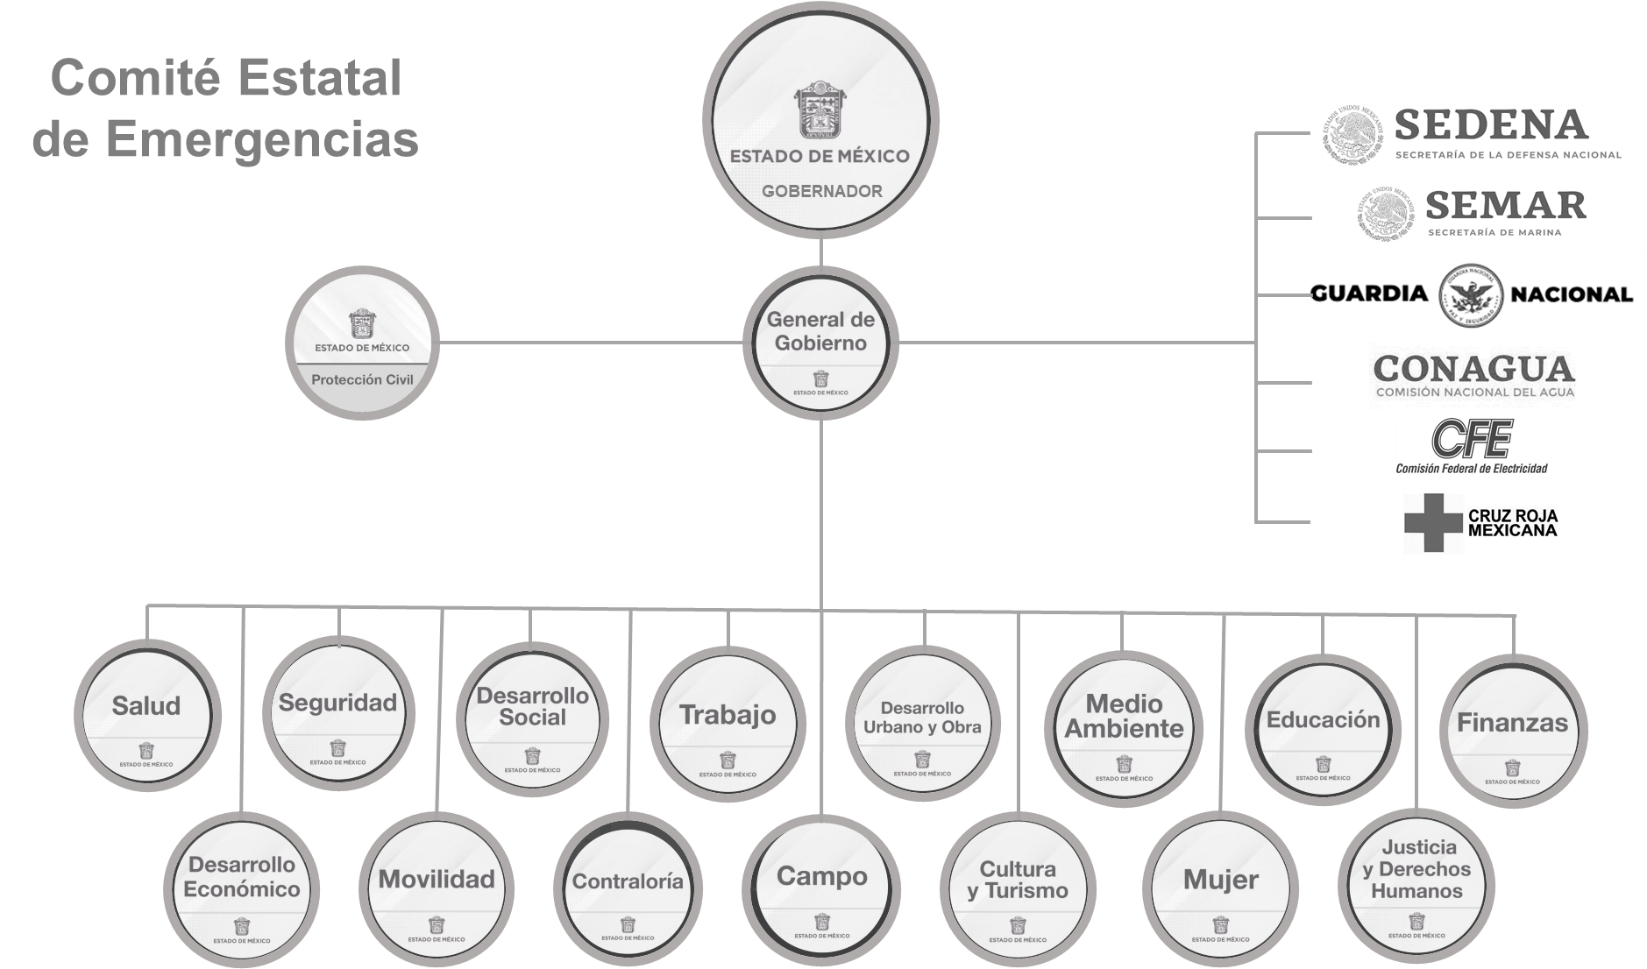 Comité Estatal
de Emergencias
ESTADO DE MÉXICO
GOBERNADOR
ESTADO DE MÉXICO
Protección Civil
General de
Gobierno
ESTADO DE MÉXICO
SEDENA
SECRETARÍA DE LA DEFENSA NACIONAL
SEMAR
SECRETARÍA DE MARINA
GUARDIA NACIONAL
CONAGUA
COMISIÓN NACIONAL DEL AGUA
CFE
Comisión Federal de Electricidad
CRUZ ROJA
MEXICANA
Salud
ESTADO DE MÉXICO
Seguridad
ESTADO DE MÉXICO
Desarrollo
Social
ESTADO DE MÉXICO
Trabajo
ESTADO DE MÉXICO
Desarrollo
Urbano y Obra
ESTADO DE MÉXICO
Medio
Ambiente
ESTADO DE MÉXICO
Educación
ESTADO DE MÉXICO
Finanzas
ESTADO DE MÉXICO
Desarrollo
Económico
ESTADO DE MÉXICO
Movilidad
ESTADO DE MÉXICO
Contraloría
ESTADO DE MÉXICO
Campo
ESTADO DE MÉXICO
Cultura
y Turismo
ESTADO DE MÉXICO
Mujer
ESTADO DE MÉXICO
Justicia
y Derechos
Humanos
ESTADO DE MÉXICO